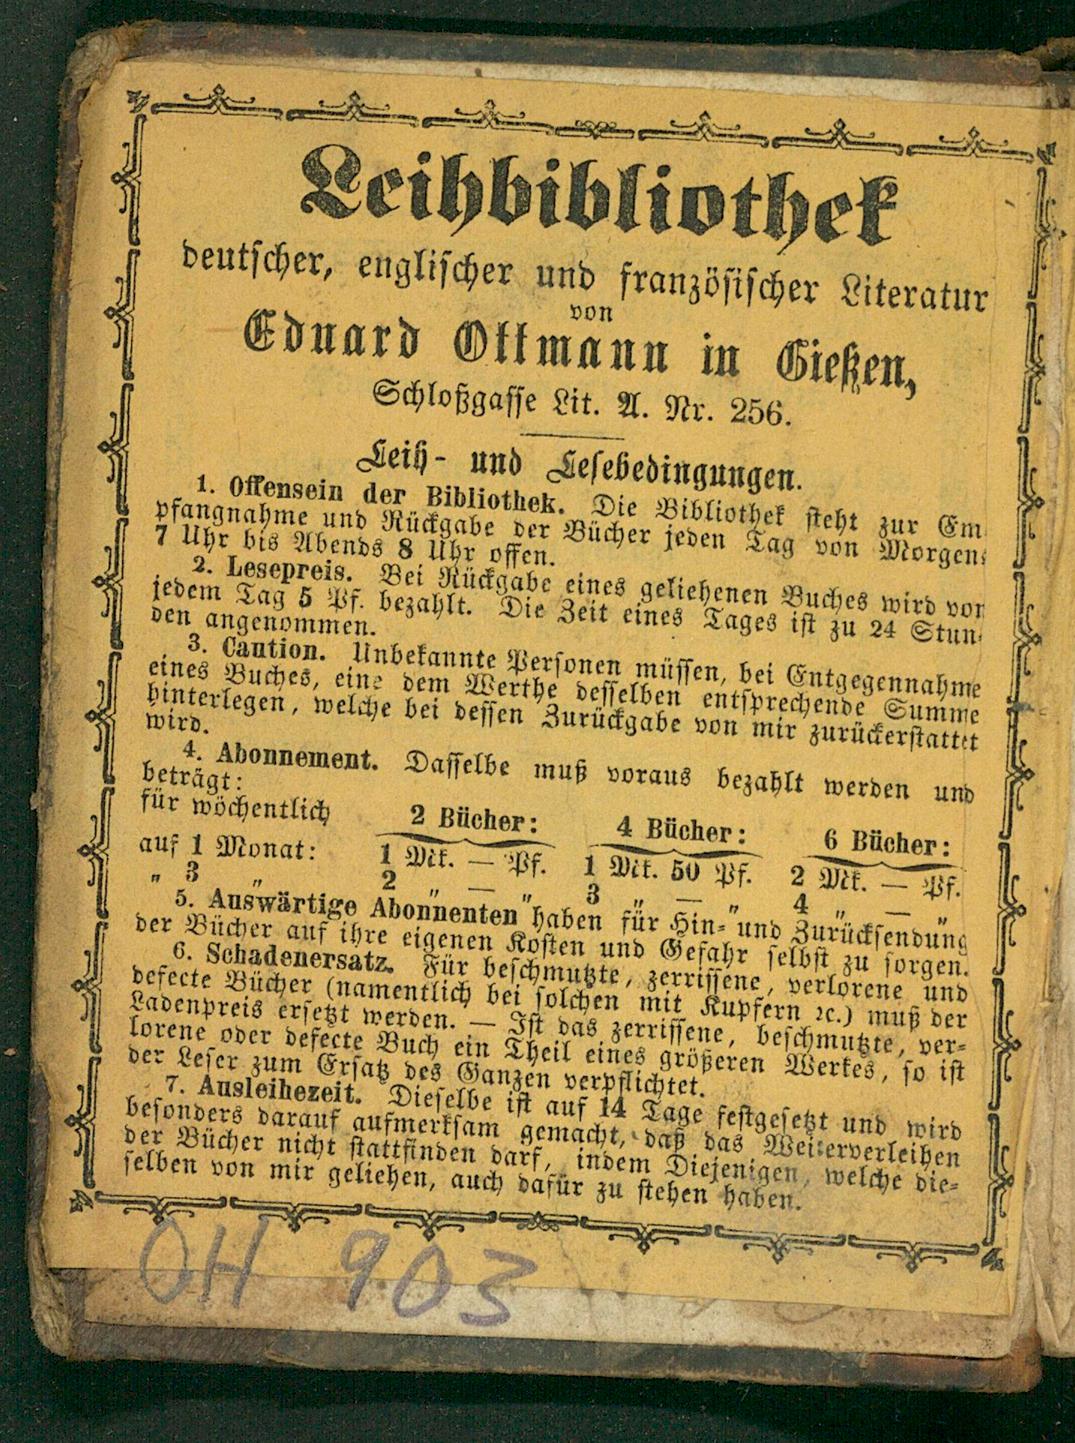 Leihbibliothek
deutscher, englischer und französischer Literatur
von
Eduard Ottmann in Gießen,
Schloßgasse Lit. A. Nr. 256.
Leih- und Lesebedingungen.
1. Offensein der Bibliothek. Die Bibliothek steht zur Em
pfangnahme und Rückgabe der Bücher jeden Tag von Morgens
7 Uhr bis Abends 8 Uhr offen.
2. Lesepreis. Bei Rückgabe eines geliehenen Buches wird von
jedem Tag 5 Pf. bezahlt. Die Zeit eines Tages ist zu 24 Stun-
den angenommen.
3. Caution. Unbekannte Personen müssen, bei Entgegennahme
eines Buches, eine dem Werthe desselben entsprechende Summe
hinterlegen, welche bei dessen Zurückgabe von mir zurückerstattet
wird.
4. Abonnement. Dasselbe muß voraus bezahlt werden und
beträgt:
für wöchentlich 2 Bücher: 4 Bücher: 6 Bücher:
auf 1 Monat: 1 Mk. — Pf. 1 Mk. 50 Pf. 2 Mk. — Pf.
„ 3 „ 2 „ — „ 3 „ — „ 4 „ — „
5. Auswärtige Abonnenten haben für Hin- und Zurücksendung
der Bücher auf ihre eigenen Kosten und Gefahr selbst zu sorgen.
6. Schadenersatz. Für beschmutzte, zerrissene, verlorene und
defecte Bücher (namentlich bei solchen mit Kupfern ꝛc.) muß der
Ladenpreis ersetzt werden. — Ist das zerrissene, beschmutzte, ver-
lorene oder defecte Buch ein Theil eines größeren Werkes, so ist
der Leser zum Ersatz des Ganzen verpflichtet.
7. Ausleihezeit. Dieselbe ist auf 14 Tage festgesetzt und wird
besonders darauf aufmerksam gemacht, daß das Weiterverleihen
der Bücher nicht stattfinden darf, indem Diejenigen, welche die-
selben von mir geliehen, auch dafür zu stehen haben.
OH 903